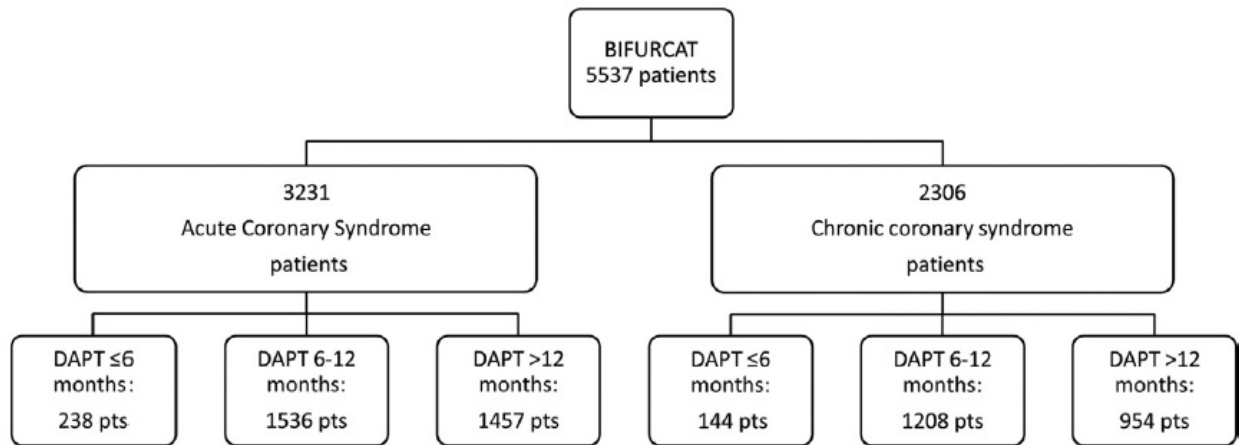 BIFURCAT
5537 patients
3231
Acute Coronary Syndrome
patients
2306
Chronic coronary syndrome
patients
DAPT ≤6
months:
238 pts
DAPT 6-12
months:
1536 pts
DAPT >12
months:
1457 pts
DAPT ≤6
months:
144 pts
DAPT 6-12
months:
1208 pts
DAPT >12
months:
954 pts